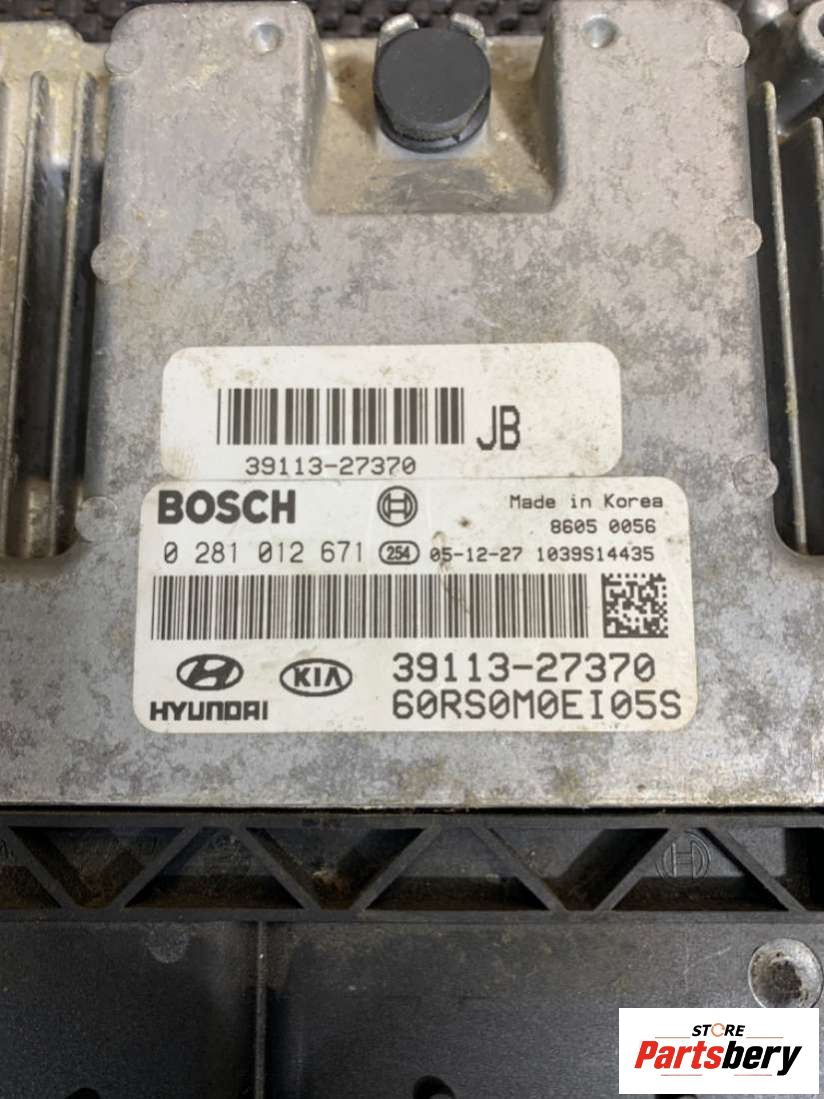 JB
39113-27370
BOSCH
Made in Korea
8605 0056
0 281 012 671 254 05-12-27 1039S14435
HYUNDAI KIA 39113-27370
60RS0M0EI05S
STORE
Partsbery